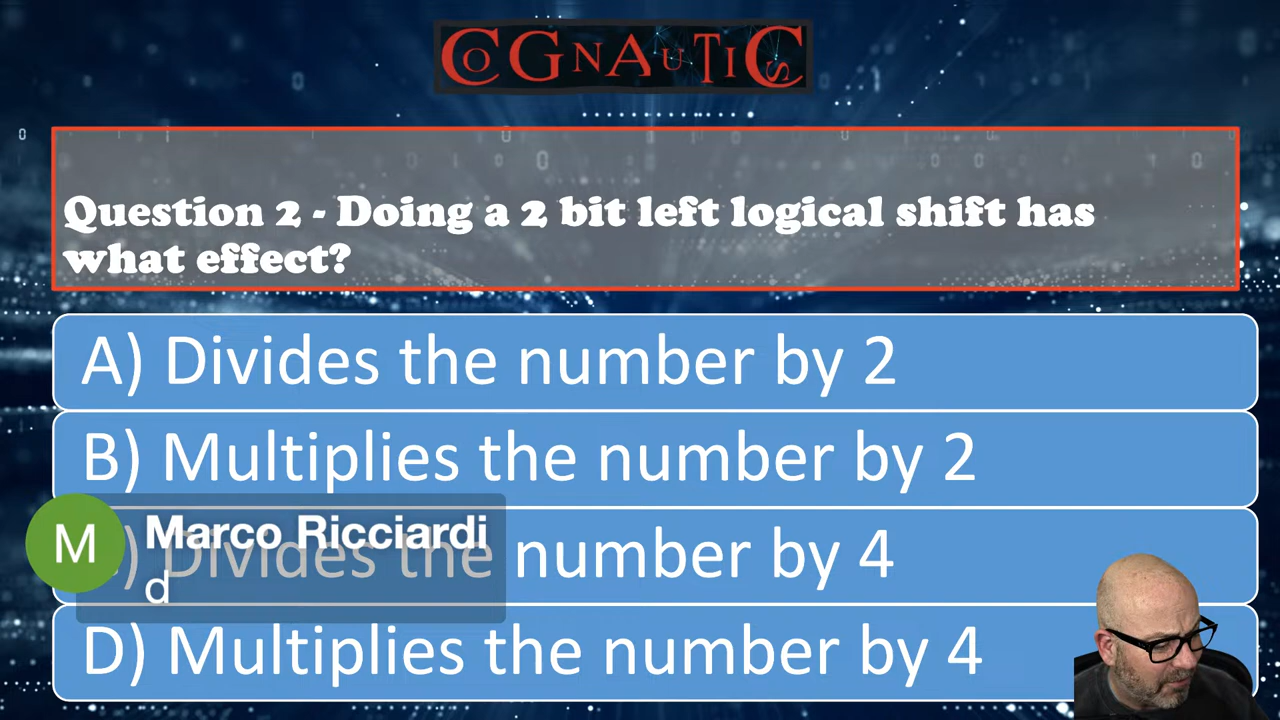 COGNAUTICS
Question 2 - Doing a 2 bit left logical shift has
what effect?
A) Divides the number by 2
B) Multiplies the number by 2
M
Marco Ricciardi
d
) Divides the number by 4
D) Multiplies the number by 4